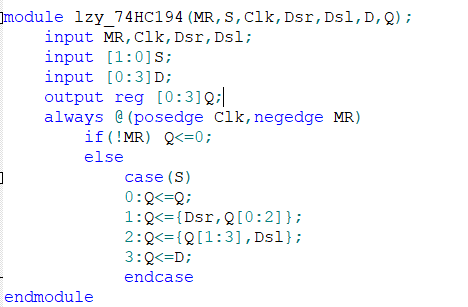 module lzy_74HC194(MR,S,Clk,Dsr,Dsl,D,Q);
input MR,Clk,Dsr,Dsl;
input [1:0]S;
input [0:3]D;
output reg [0:3]Q;
always @(posedge Clk,negedge MR)
if(!MR) Q<=0;
else
case(S)
0:Q<=Q;
1:Q<={Dsr,Q[0:2]};
2:Q<={Q[1:3],Dsl};
3:Q<=D;
endcase
endmodule